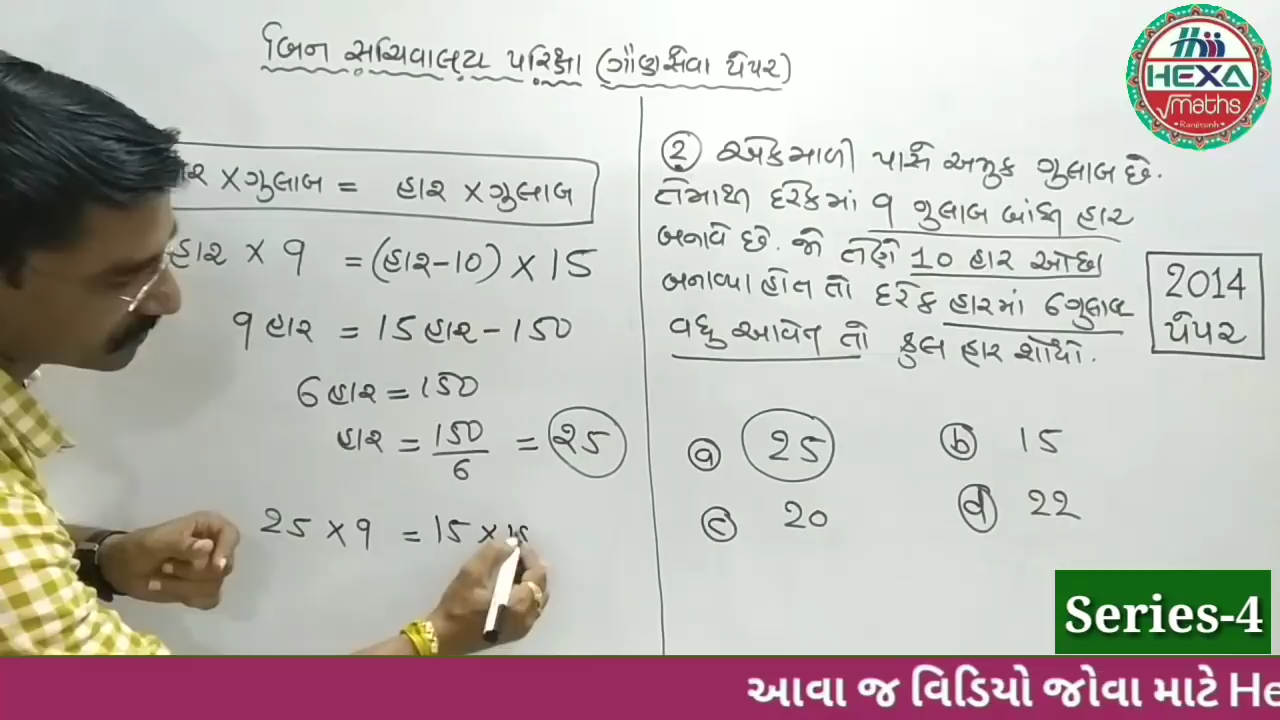 બિન સચિવાલય પરિક્ષા (ગૌણસેવા પેપર)
HEXA
maths
Ranjitsinh
× ગુલાબ = હાર × ગુલાબ
હાર × 9 = (હાર-10) × 15
9 હાર = 15 હાર - 150
6 હાર = 150
હાર = 150/6 = 25
25 × 9 = 15 × 15
2 એક માળી પાસે અમુક ગુલાબ છે.
તેમાથી દરેકમાં 9 ગુલાબ બાંધી હાર
બનાવે છે. જો તેણે 10 હાર ઓછા
બનાવ્યા હોત તો દરેક હારમાં 6 ગુલાબ
વધુ આવેત તો કુલ હાર શોધો.
2014
પેપર
a 25 b 15
c 20 d 22
Series-4
આવા જ વિડિયો જોવા માટે He